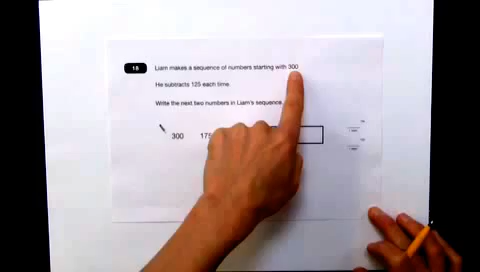 18
Liam makes a sequence of numbers starting with 300
He subtracts 125 each time.
Write the next two numbers in Liam's sequence.
300 175